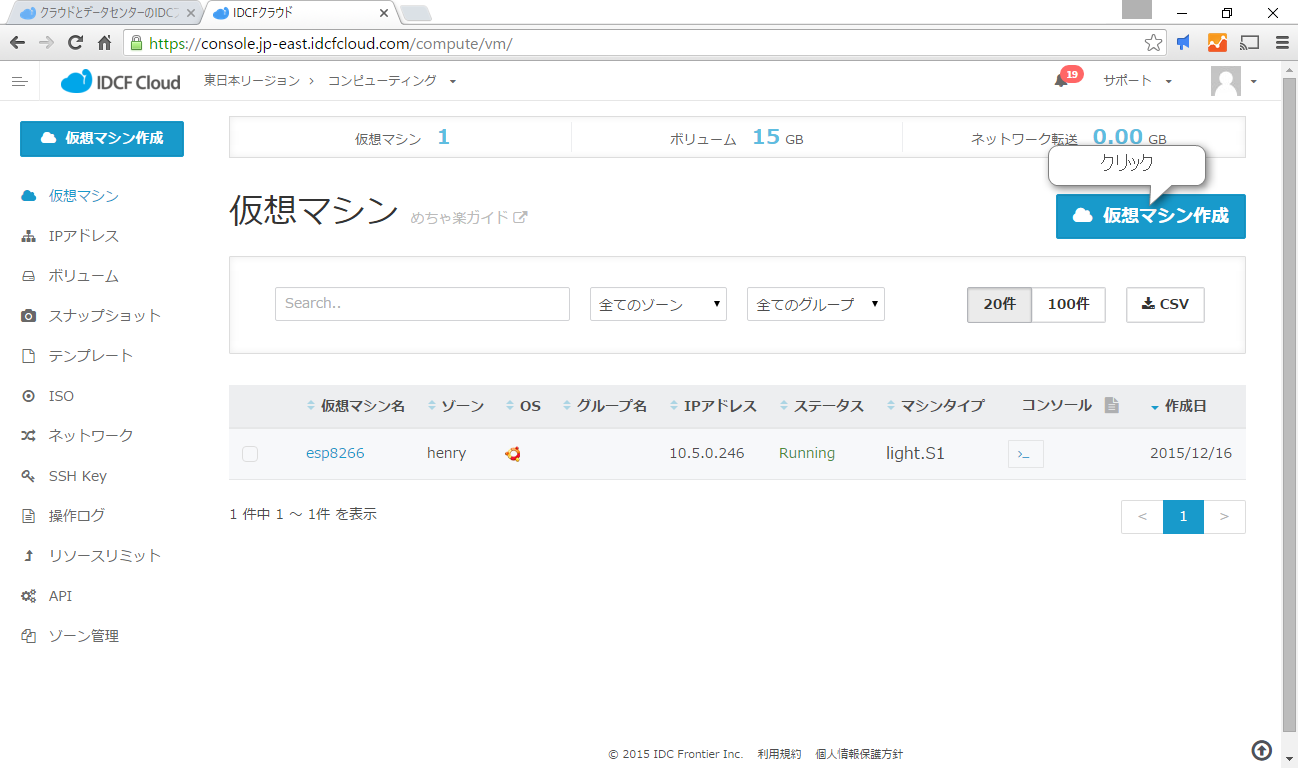 クラウドとデータセンターのIDCフ
IDCFクラウド
https://console.jp-east.idcfcloud.com/compute/vm/
IDCF Cloud
東日本リージョン > コンピューティング
19
サポート
仮想マシン作成
仮想マシン 1
ボリューム 15 GB
ネットワーク転送 0.00 GB
クリック
仮想マシン
IPアドレス
ボリューム
スナップショット
テンプレート
ISO
ネットワーク
SSH Key
操作ログ
リソースリミット
API
ゾーン管理
仮想マシン めちゃ楽ガイド
仮想マシン作成
Search.. 全てのゾーン 全てのグループ 20件 100件 CSV
仮想マシン名 ゾーン OS グループ名 IPアドレス ステータス マシンタイプ コンソール 作成日
esp8266 henry 10.5.0.246 Running light.S1 >_ 2015/12/16
1 件中 1 ～ 1件 を表示
< 1 >
© 2015 IDC Frontier Inc. 利用規約 個人情報保護方針